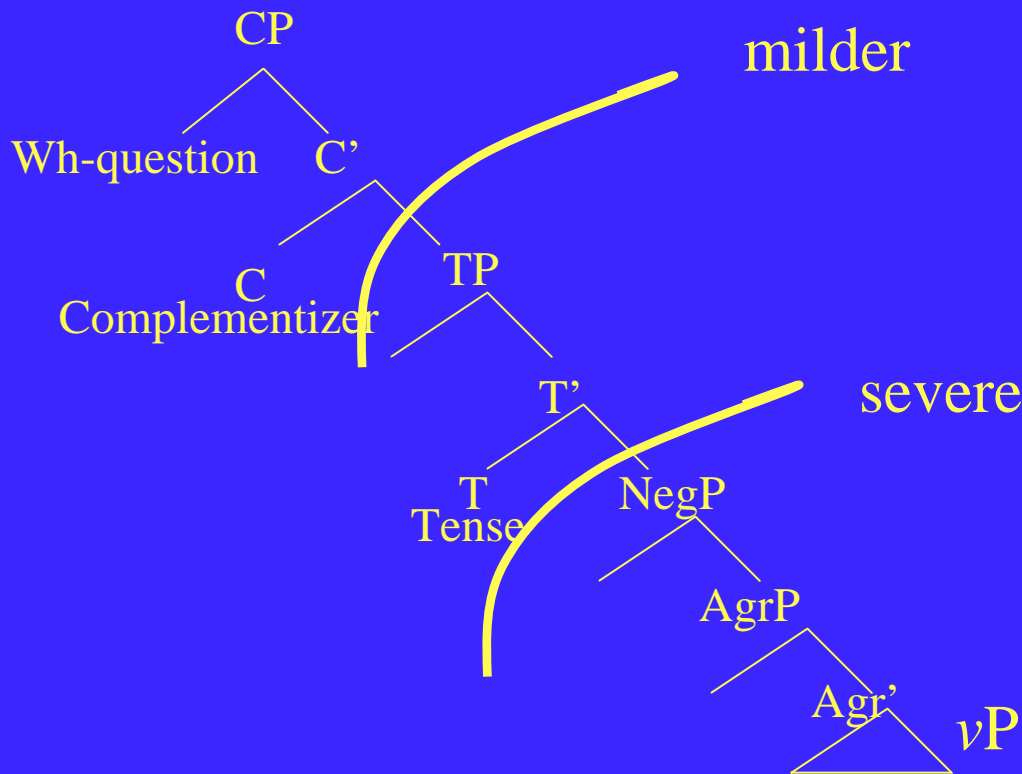 CP
milder
Wh-question C’
TP
C
Complementizer
T’
severe
T
NegP
Tense
AgrP
Agr’
vP